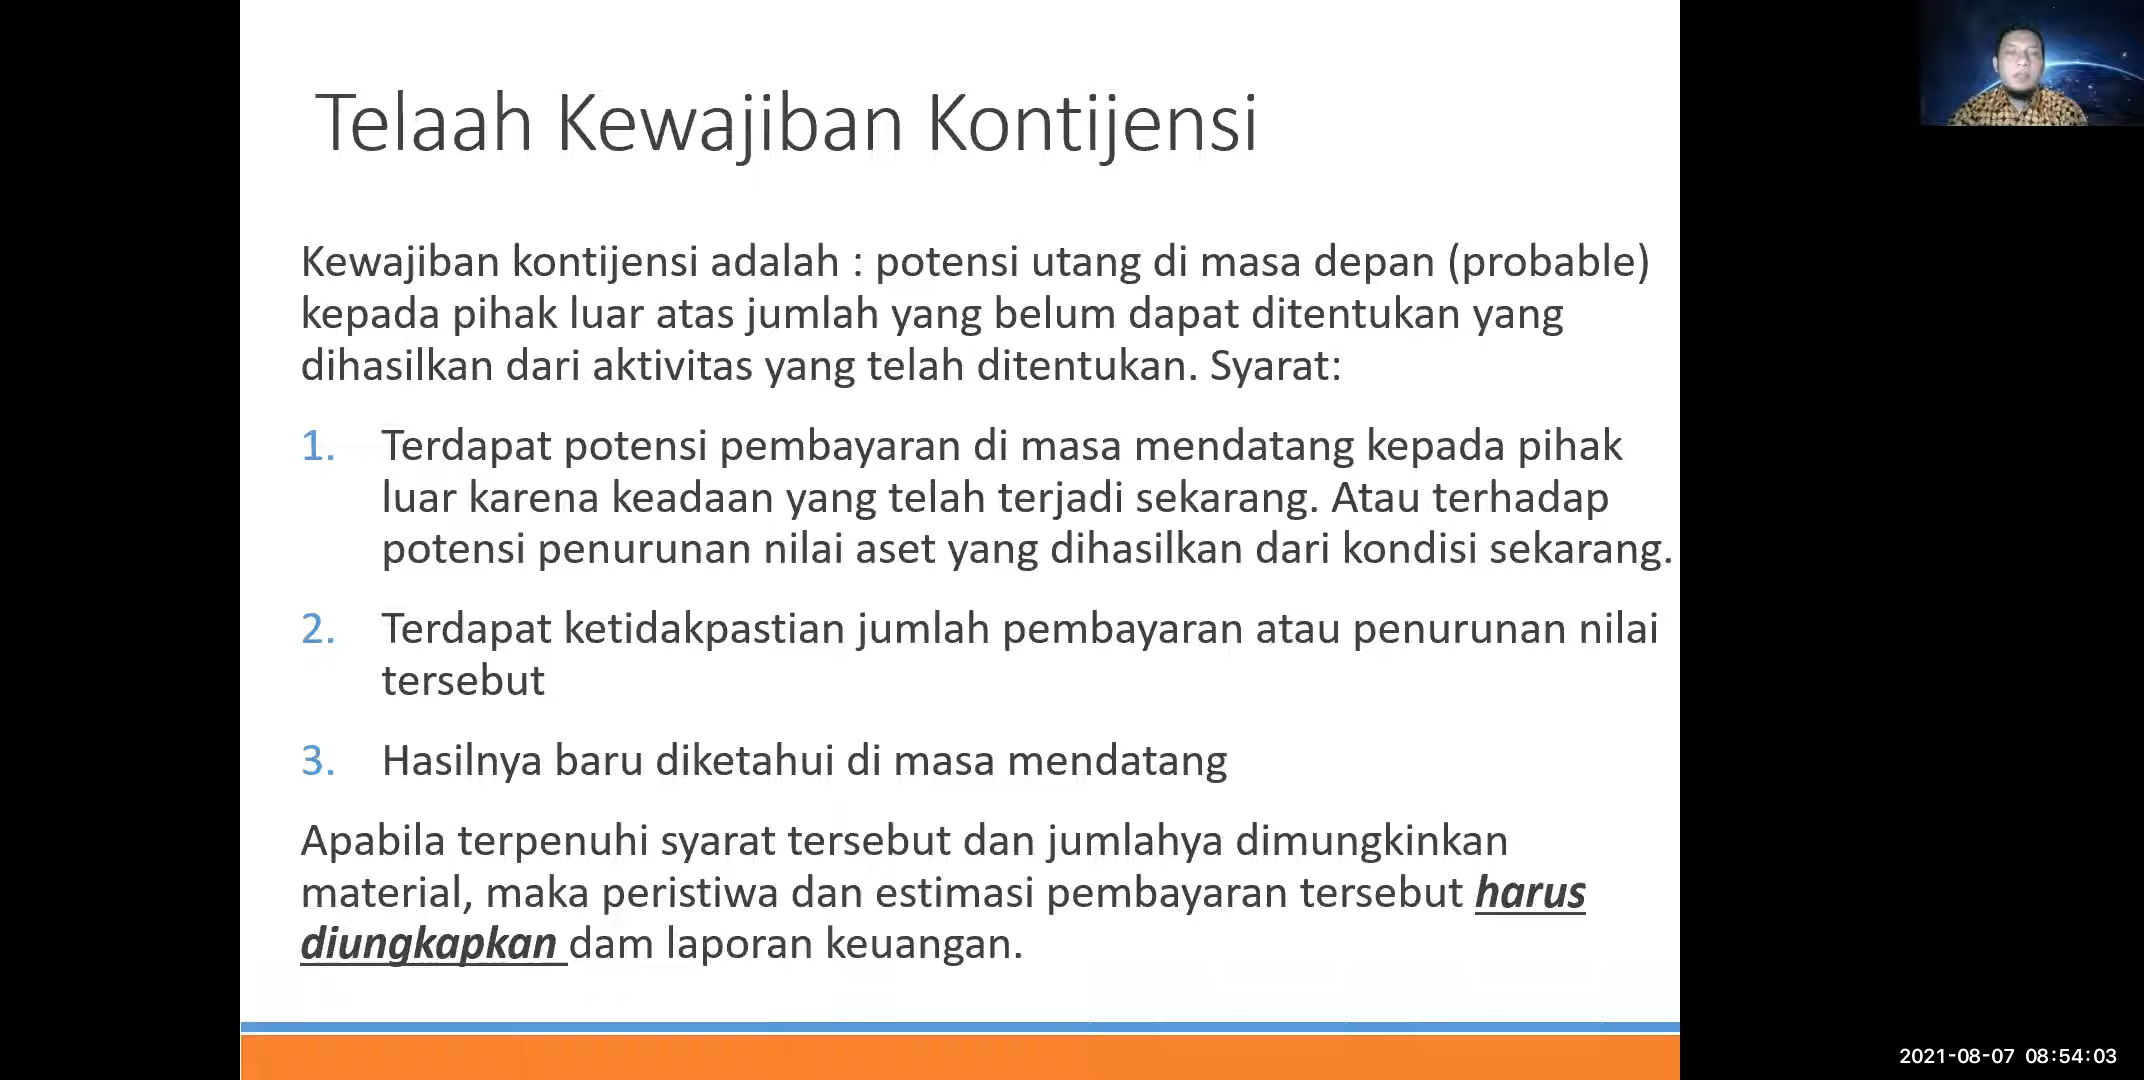 Telaah Kewajiban Kontijensi
Kewajiban kontijensi adalah : potensi utang di masa depan (probable)
kepada pihak luar atas jumlah yang belum dapat ditentukan yang
dihasilkan dari aktivitas yang telah ditentukan. Syarat:
1. Terdapat potensi pembayaran di masa mendatang kepada pihak
luar karena keadaan yang telah terjadi sekarang. Atau terhadap
potensi penurunan nilai aset yang dihasilkan dari kondisi sekarang.
2. Terdapat ketidakpastian jumlah pembayaran atau penurunan nilai
tersebut
3. Hasilnya baru diketahui di masa mendatang
Apabila terpenuhi syarat tersebut dan jumlahya dimungkinkan
material, maka peristiwa dan estimasi pembayaran tersebut harus
diungkapkan dam laporan keuangan.
2021-08-07 08:54:03